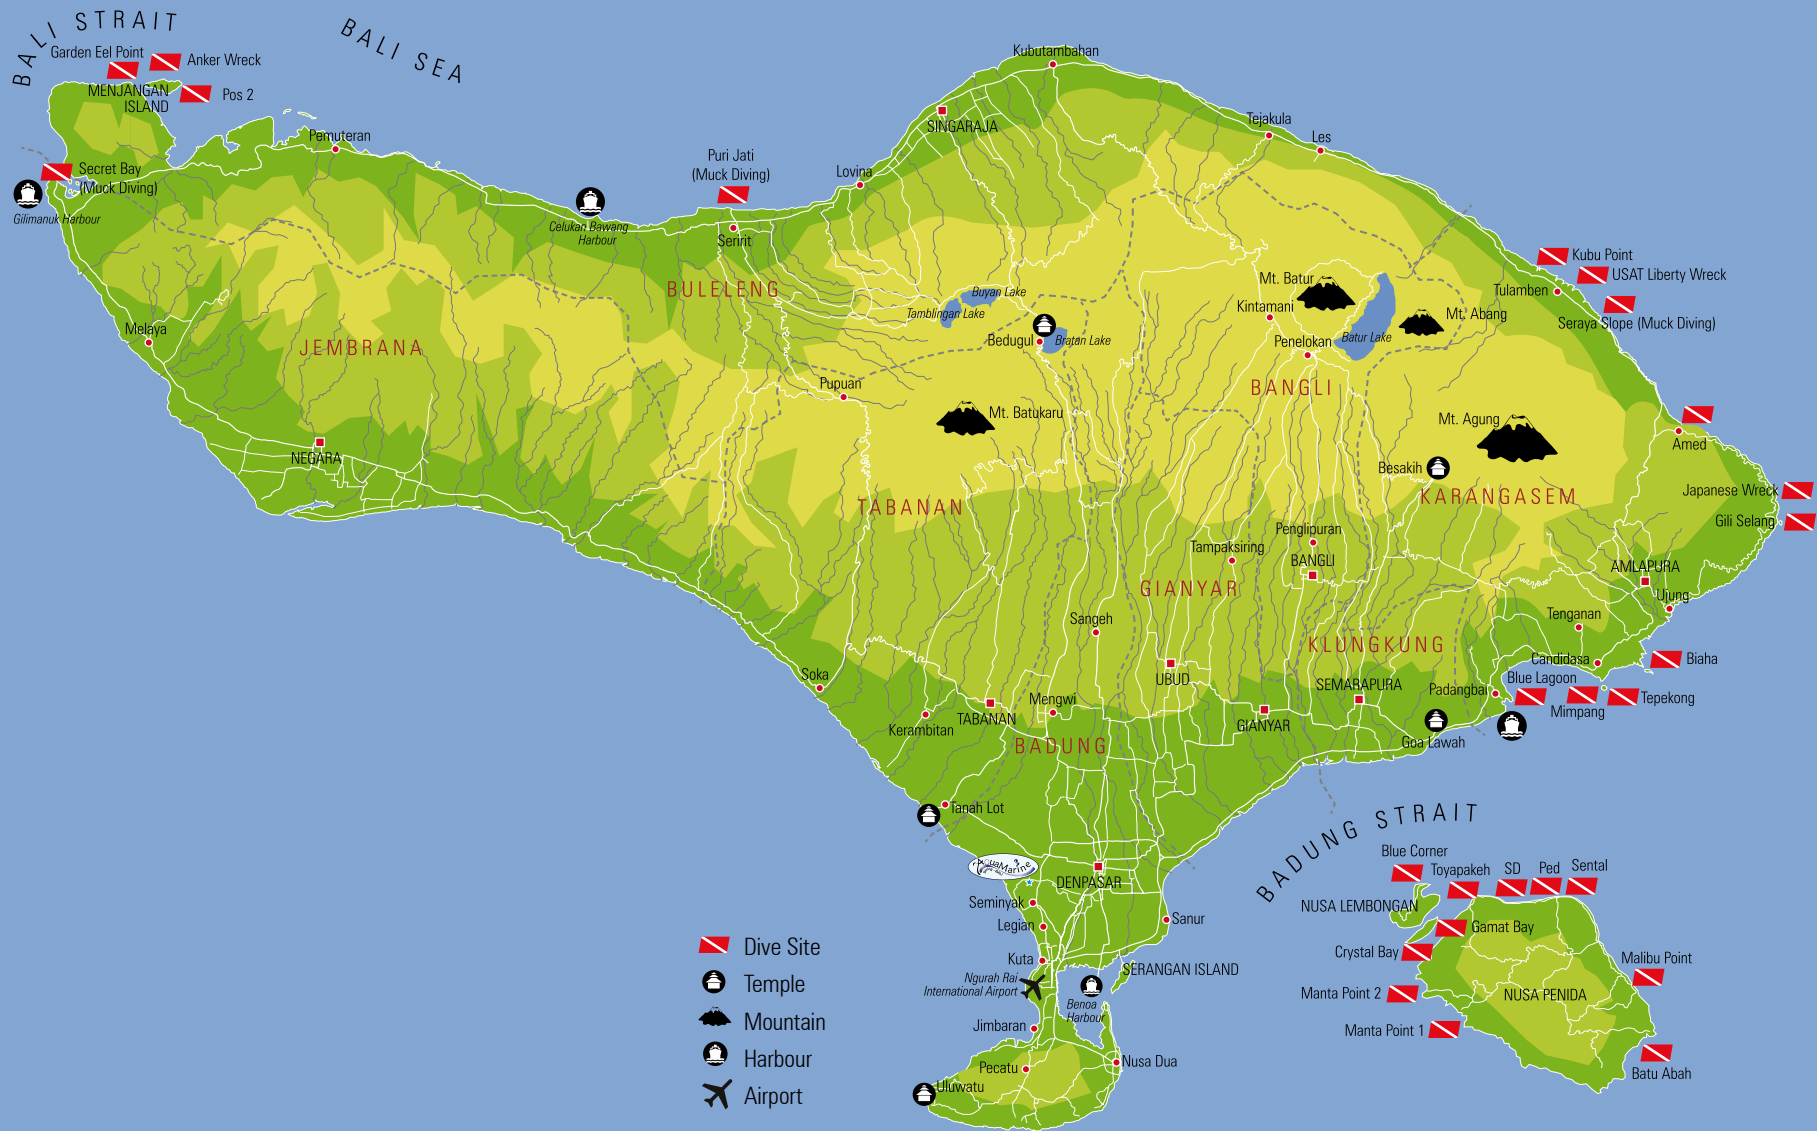 BALI STRAIT
BALI SEA
Garden Eel Point
Anker Wreck
MENJANGAN
ISLAND
Pos 2
Pemuteran
Secret Bay
(Muck Diving)
Gilimanuk Harbour
Celukan Bawang
Harbour
Puri Jati
(Muck Diving)
Seririt
Lovina
SINGARAJA
Kubutambahan
Tejakula
Les
Kubu Point
USAT Liberty Wreck
Tulamben
Seraya Slope (Muck Diving)
BULELENG
Buyan Lake
Tamblingan Lake
Bedugul
Bratan Lake
Mt. Batur
Kintamani
Penelokan
Batur Lake
Mt. Abang
Melaya
JEMBRANA
NEGARA
Pupuan
Mt. Batukaru
BANGLI
Mt. Agung
Besakih
KARANGASEM
Amed
Japanese Wreck
Gili Selang
TABANAN
Penglipuran
Tampaksiring
BANGLI
GIANYAR
AMLAPURA
Ujung
Tenganan
Sangeh
KLUNGKUNG
Candidasa
Biaha
Soka
UBUD
SEMARAPURA
Padangbai
Blue Lagoon
Mimpang
Tepekong
Kerambitan
TABANAN
Mengwi
GIANYAR
Goa Lawah
BADUNG
Tanah Lot
BADUNG STRAIT
AquaMarine
DENPASAR
Seminyak
Legian
Sanur
Kuta
Ngurah Rai
International Airport
SERANGAN ISLAND
Benoa
Harbour
Jimbaran
Nusa Dua
Pecatu
Uluwatu
Blue Corner
Toyapakeh
SD
Ped
Sental
NUSA LEMBONGAN
Gamat Bay
Crystal Bay
Malibu Point
Manta Point 2
NUSA PENIDA
Manta Point 1
Batu Abah
Dive Site
Temple
Mountain
Harbour
Airport